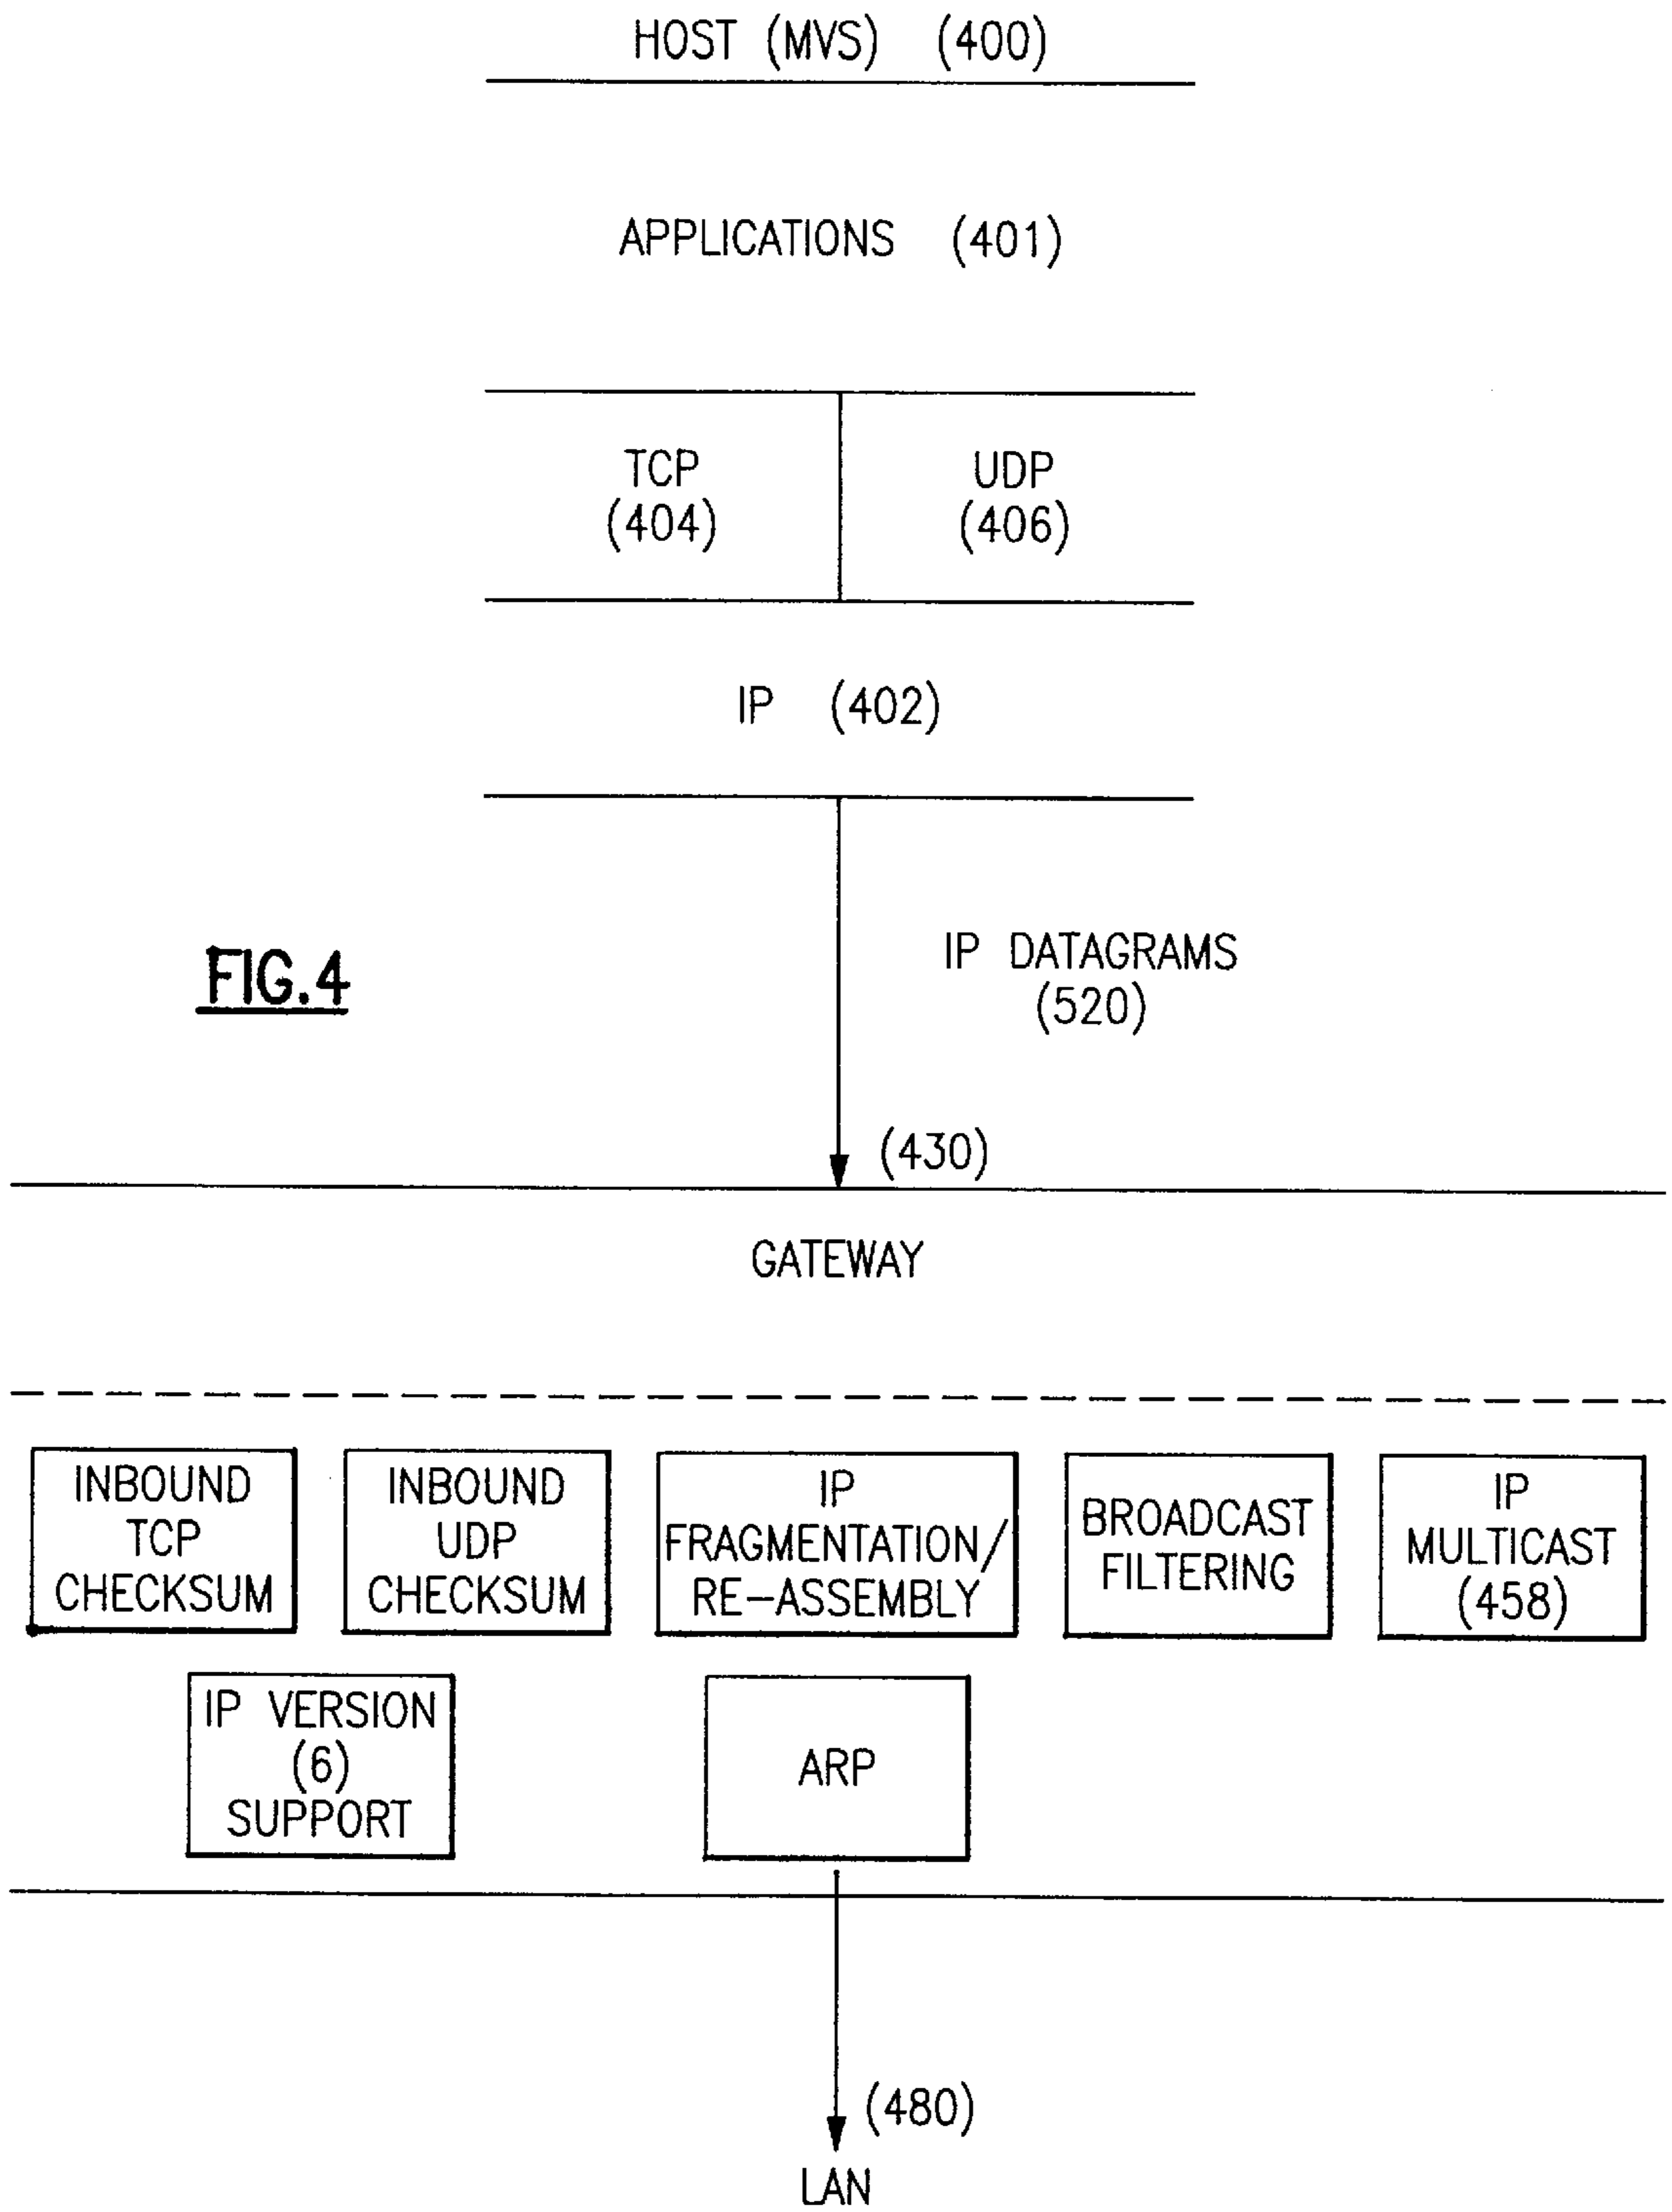 HOST (MVS) (400)
APPLICATIONS (401)
TCP
(404)
UDP
(406)
IP (402)
FIG.4
IP DATAGRAMS
(520)
(430)
GATEWAY
INBOUND
TCP
CHECKSUM
INBOUND
UDP
CHECKSUM
IP
FRAGMENTATION/
RE-ASSEMBLY
BROADCAST
FILTERING
IP
MULTICAST
(458)
IP VERSION
(6)
SUPPORT
ARP
(480)
LAN